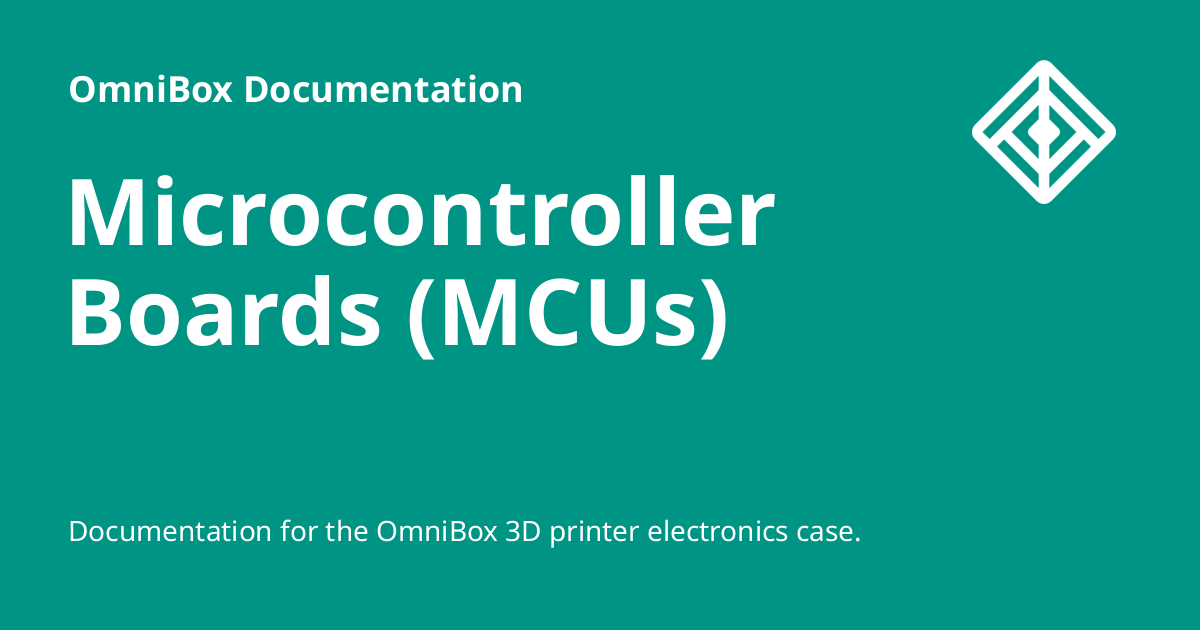 OmniBox Documentation
Microcontroller
Boards (MCUs)
Documentation for the OmniBox 3D printer electronics case.